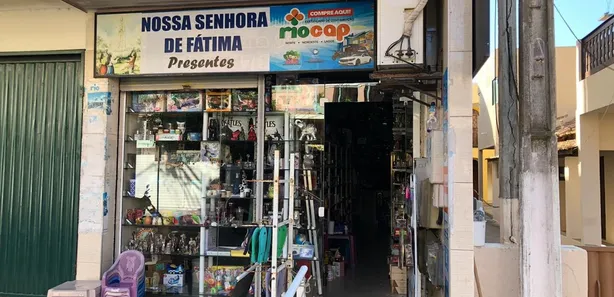 NOSSA SENHORA
DE FÁTIMA
Presentes
COMPRE AQUI!
riocap